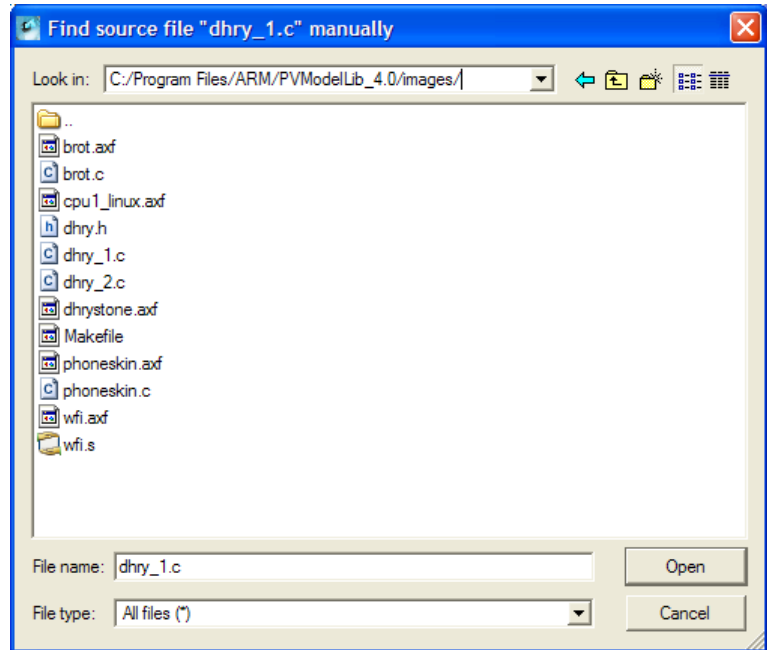 Find source file "dhry_1.c" manually
Look in: C:/Program Files/ARM/PVModelLib_4.0/images/
..
brot.axf
brot.c
cpu1_linux.axf
dhry.h
dhry_1.c
dhry_2.c
dhrystone.axf
Makefile
phoneskin.axf
phoneskin.c
wfi.axf
wfi.s
File name: dhry_1.c Open
File type: All files (*) Cancel